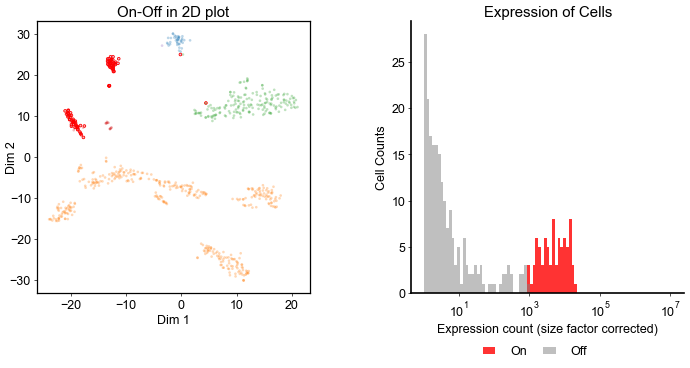 On-Off in 2D plot
30
20
10
0
−10
−20
−30
Dim 2
−20 −10 0 10 20
Dim 1
Expression of Cells
25
20
15
10
5
0
Cell Counts
10^1 10^3 10^5 10^7
Expression count (size factor corrected)
On Off